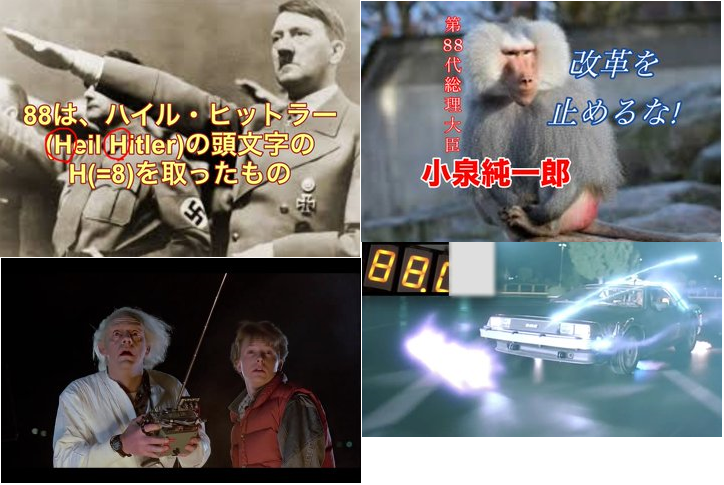 88は、ハイル・ヒットラー
(Heil Hitler)の頭文字の
H(=8)を取ったもの
第88代総理大臣
改革を
止めるな!
小泉純一郎
88.0